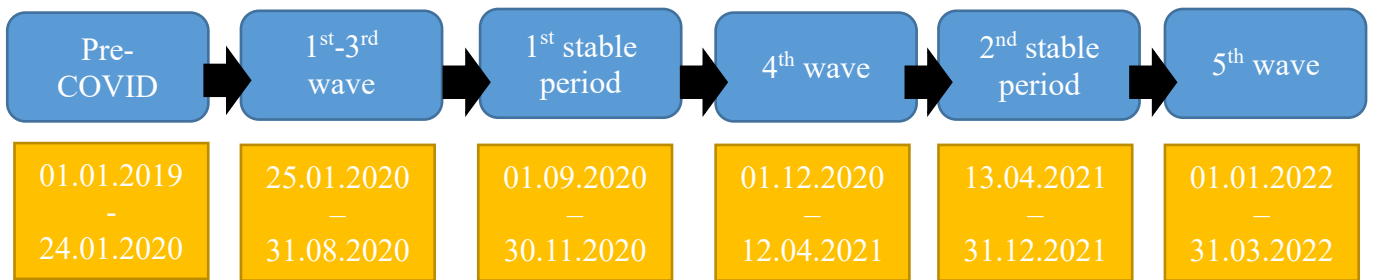 Pre-
COVID
1st-3rd
wave
1st stable
period
4th wave
2nd stable
period
5th wave
01.01.2019
-
24.01.2020
25.01.2020
–
31.08.2020
01.09.2020
–
30.11.2020
01.12.2020
–
12.04.2021
13.04.2021
–
31.12.2021
01.01.2022
–
31.03.2022